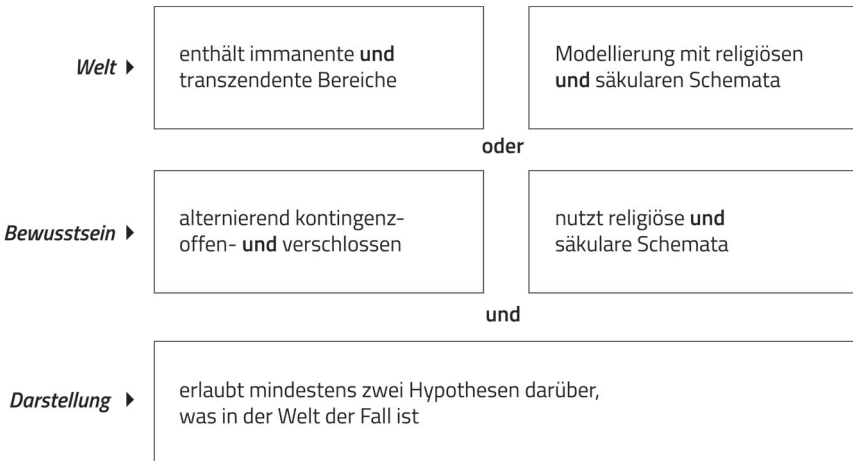 Welt
enthält immanente und
transzendente Bereiche
Modellierung mit religiösen
und säkularen Schemata
oder
Bewusstsein
alternierend kontingenz-
offen- und verschlossen
nutzt religiöse und
säkulare Schemata
und
Darstellung
erlaubt mindestens zwei Hypothesen darüber,
was in der Welt der Fall ist